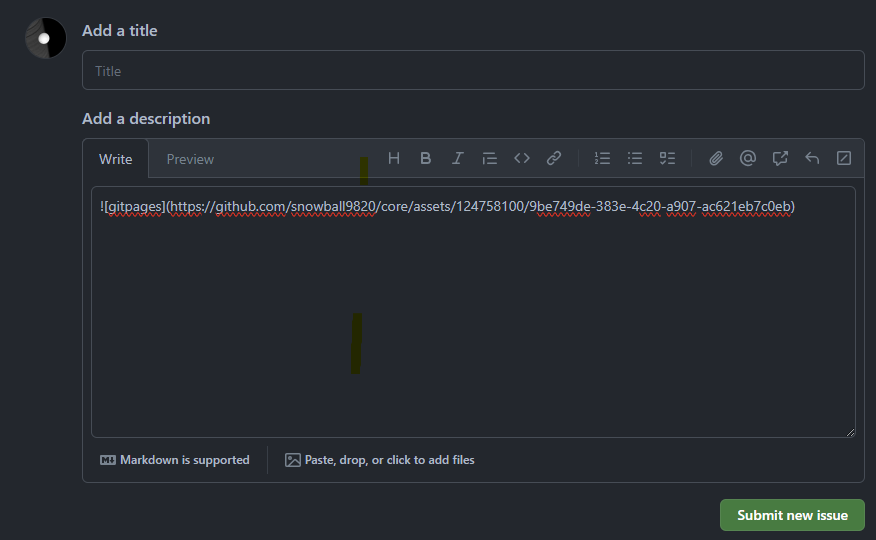 Add a title
Title
Add a description
Write Preview
![gitpages](https://github.com/snowball9820/core/assets/124758100/9be749de-383e-4c20-a907-ac621eb7c0eb)
Markdown is supported Paste, drop, or click to add files
Submit new issue